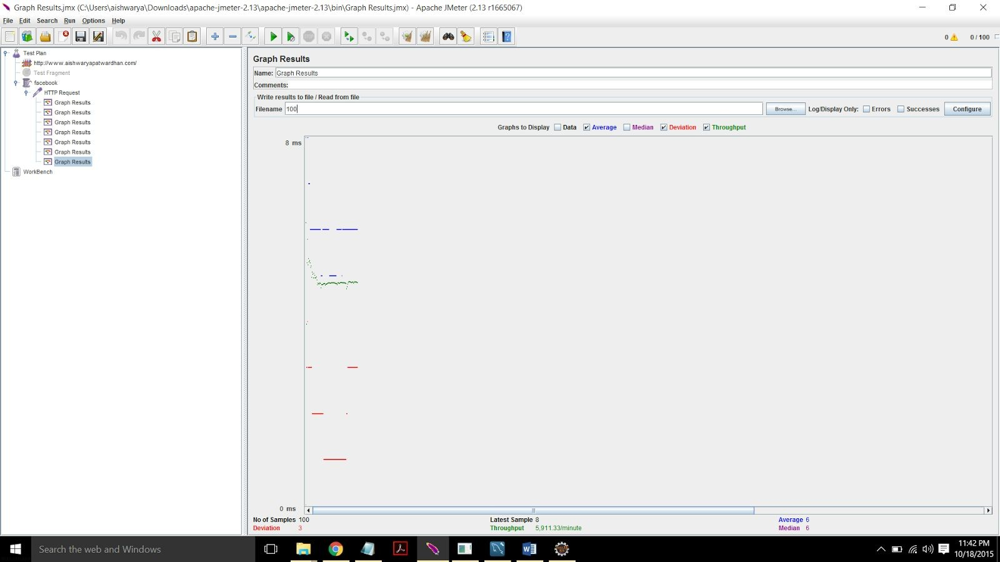 Graph Results.jmx (C:\Users\aishwarya\Downloads\apache-jmeter-2.13\apache-jmeter-2.13\bin\Graph Results.jmx) - Apache JMeter (2.13 r1665067)
File Edit Search Run Options Help
0 0 / 100
Test Plan
http://www.aishwaryapatwardhan.com/
Test Fragment
facebook
HTTP Request
Graph Results
Graph Results
Graph Results
Graph Results
Graph Results
Graph Results
Graph Results
WorkBench
Graph Results
Name: Graph Results
Comments:
Write results to file / Read from file
Filename 100 Browse... Log/Display Only: Errors Successes Configure
Graphs to Display Data Average Median Deviation Throughput
8 ms
0 ms
No of Samples 100 Latest Sample 8 Average 6
Deviation 3 Throughput 5,911.33/minute Median 6
Search the web and Windows
11:42 PM
10/18/2015